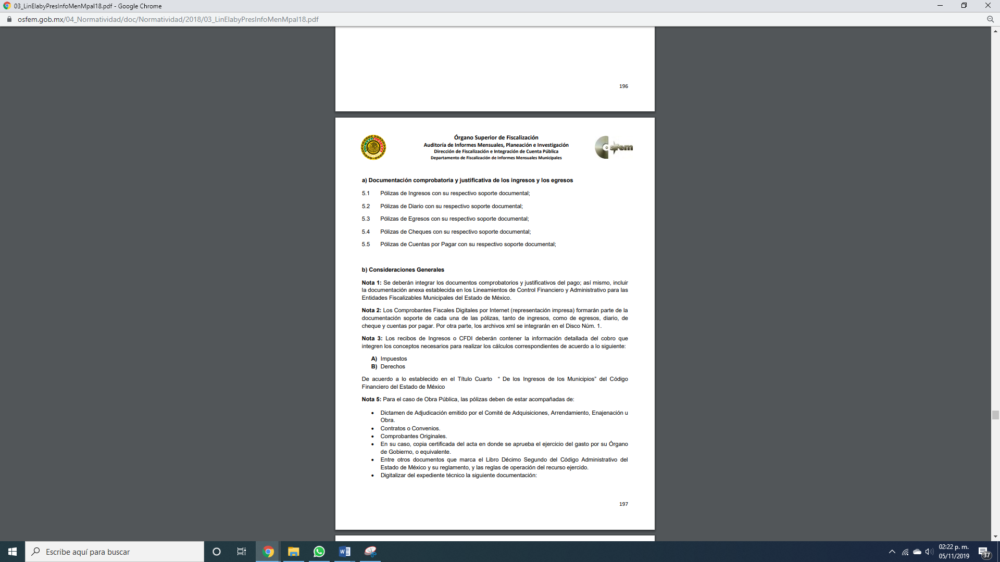 03_LinElabyPresInfoMenMpal18.pdf - Google Chrome
osfem.gob.mx/04_Normatividad/doc/Normatividad/2018/03_LinElabyPresInfoMenMpal18.pdf
196
Órgano Superior de Fiscalización
Auditoría de Informes Mensuales, Planeación e Investigación
Dirección de Fiscalización e Integración de Cuenta Pública
Departamento de Fiscalización de Informes Mensuales Municipales
osfem
a) Documentación comprobatoria y justificativa de los ingresos y los egresos
5.1 Pólizas de Ingresos con su respectivo soporte documental;
5.2 Pólizas de Diario con su respectivo soporte documental;
5.3 Pólizas de Egresos con su respectivo soporte documental;
5.4 Pólizas de Cheques con su respectivo soporte documental;
5.5 Pólizas de Cuentas por Pagar con su respectivo soporte documental;
b) Consideraciones Generales
Nota 1: Se deberán integrar los documentos comprobatorios y justificativos del pago; así mismo, incluir
la documentación anexa establecida en los Lineamientos de Control Financiero y Administrativo para las
Entidades Fiscalizables Municipales del Estado de México.
Nota 2: Los Comprobantes Fiscales Digitales por Internet (representación impresa) formarán parte de la
documentación soporte de cada una de las pólizas, tanto de ingresos, como de egresos, diario, de
cheque y cuentas por pagar. Por otra parte, los archivos xml se integrarán en el Disco Núm. 1.
Nota 3: Los recibos de Ingresos o CFDI deberán contener la información detallada del cobro que
integren los conceptos necesarios para realizar los cálculos correspondientes de acuerdo a lo siguiente:
A) Impuestos
B) Derechos
De acuerdo a lo establecido en el Título Cuarto “ De los Ingresos de los Municipios” del Código
Financiero del Estado de México
Nota 5: Para el caso de Obra Pública, las pólizas deben de estar acompañadas de:
• Dictamen de Adjudicación emitido por el Comité de Adquisiciones, Arrendamiento, Enajenación u
Obra.
• Contratos o Convenios.
• Comprobantes Originales.
• En su caso, copia certificada del acta en donde se aprueba el ejercicio del gasto por su Órgano
de Gobierno, o equivalente.
• Entre otros documentos que marca el Libro Décimo Segundo del Código Administrativo del
Estado de México y su reglamento, y las reglas de operación del recurso ejercido.
• Digitalizar del expediente técnico la siguiente documentación:
197
Escribe aquí para buscar
02:22 p. m.
05/11/2019
37